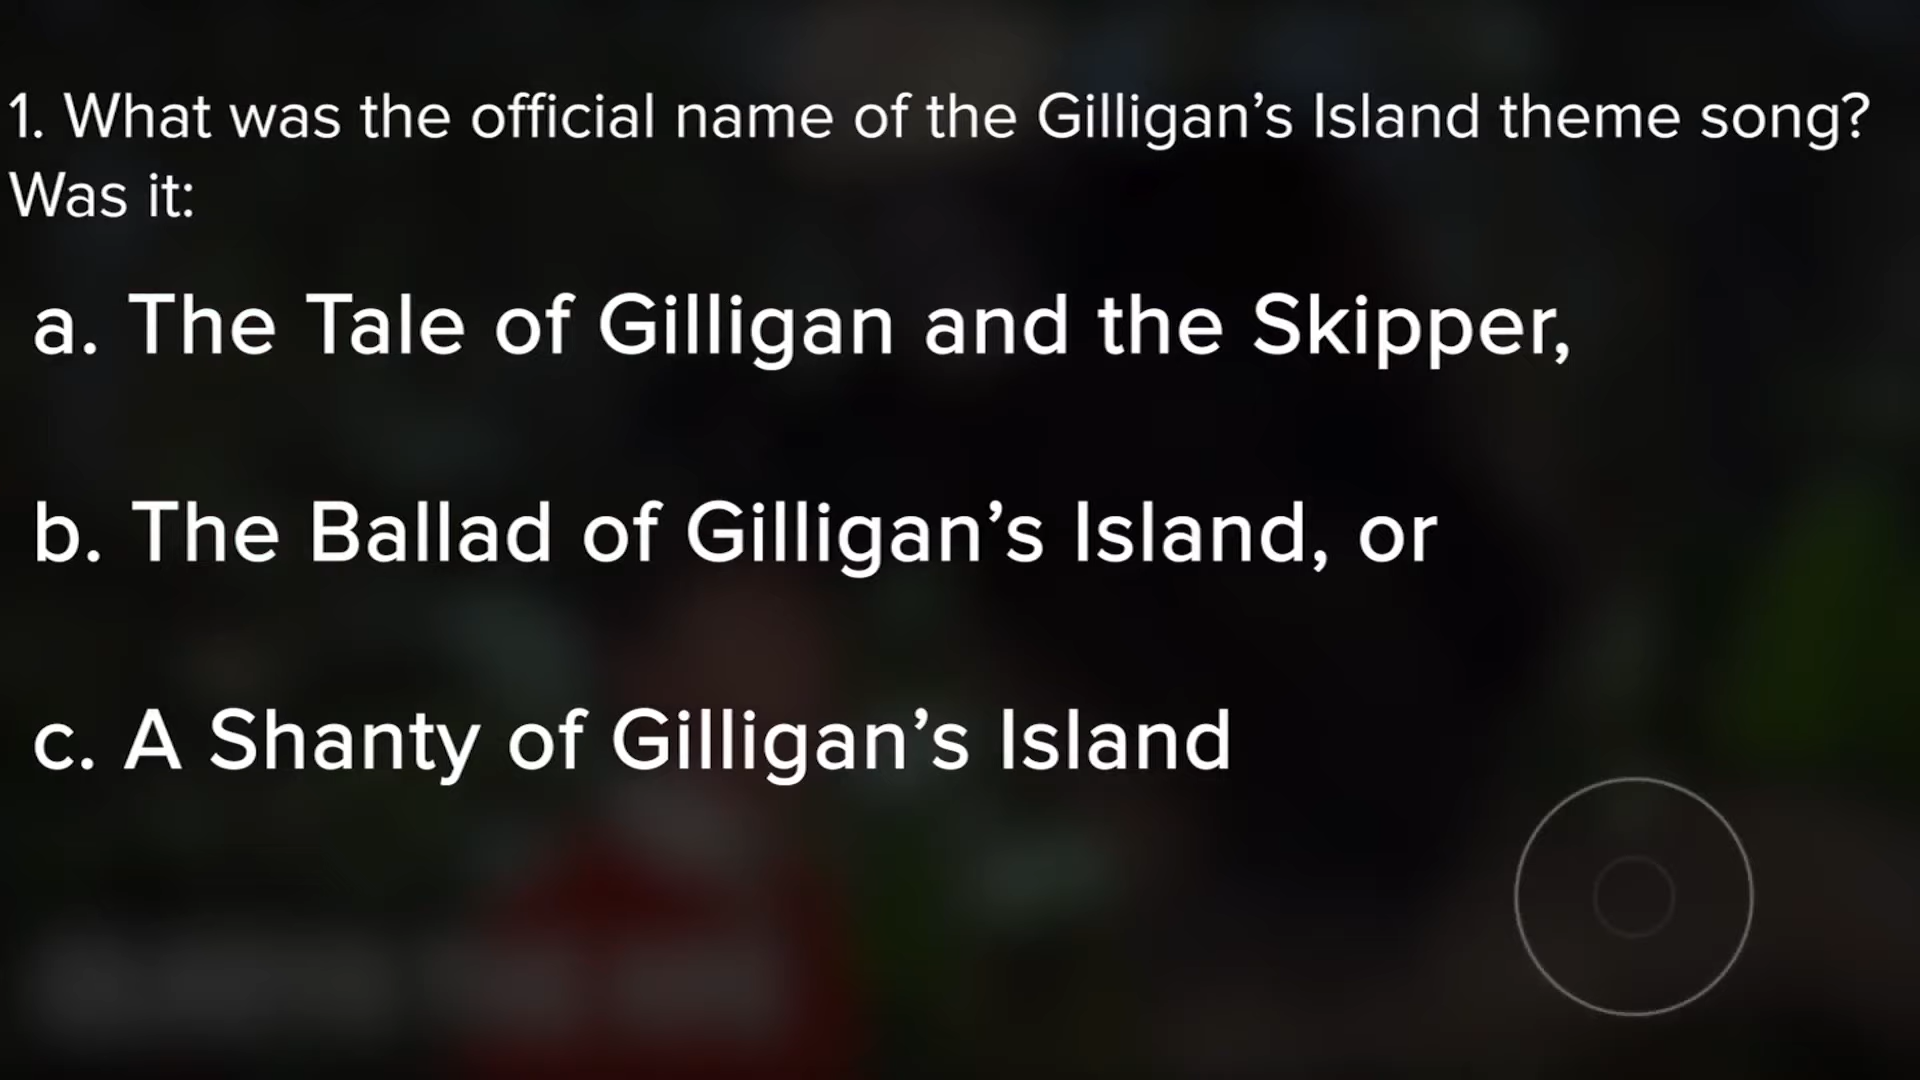 1. What was the official name of the Gilligan’s Island theme song?
Was it:
a. The Tale of Gilligan and the Skipper,
b. The Ballad of Gilligan’s Island, or
c. A Shanty of Gilligan’s Island